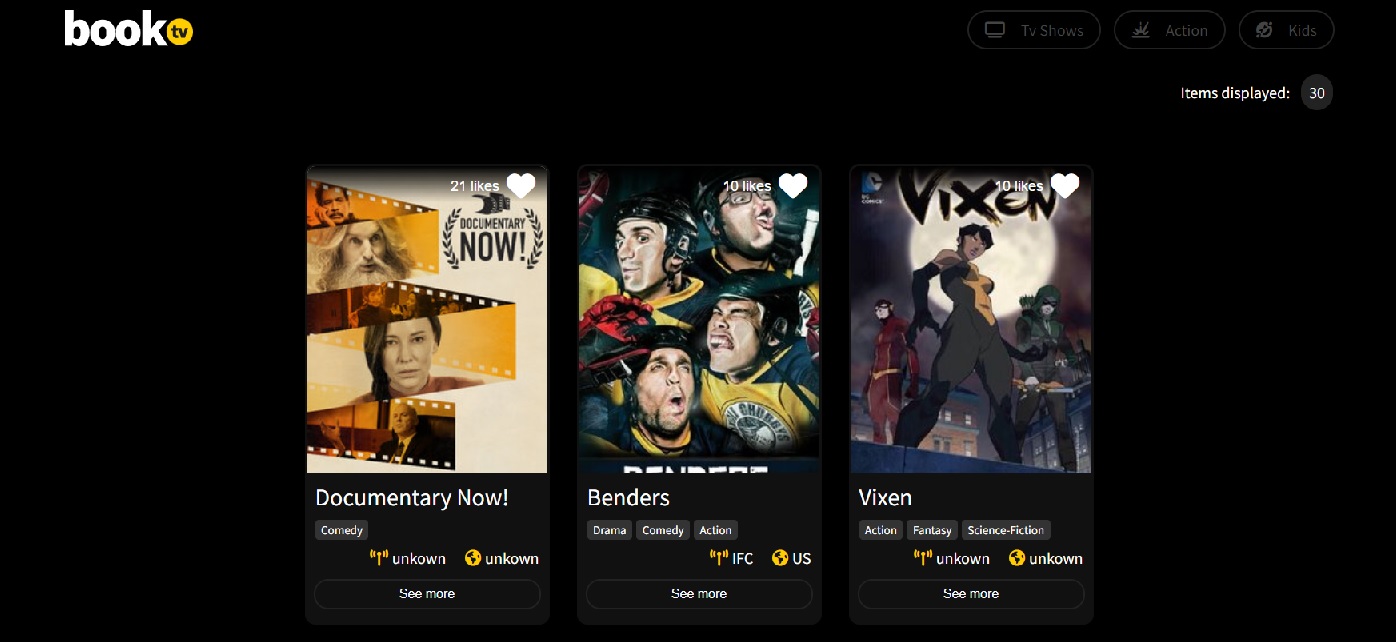 booktv
Tv Shows
Action
Kids
Items displayed: 30
21 likes
DOCUMENTARY
NOW!
Documentary Now!
Comedy
unkown unkown
See more
10 likes
BENDERS
Benders
Drama Comedy Action
IFC US
See more
10 likes
DC
COMICS
VIXEN
Vixen
Action Fantasy Science-Fiction
unkown unkown
See more